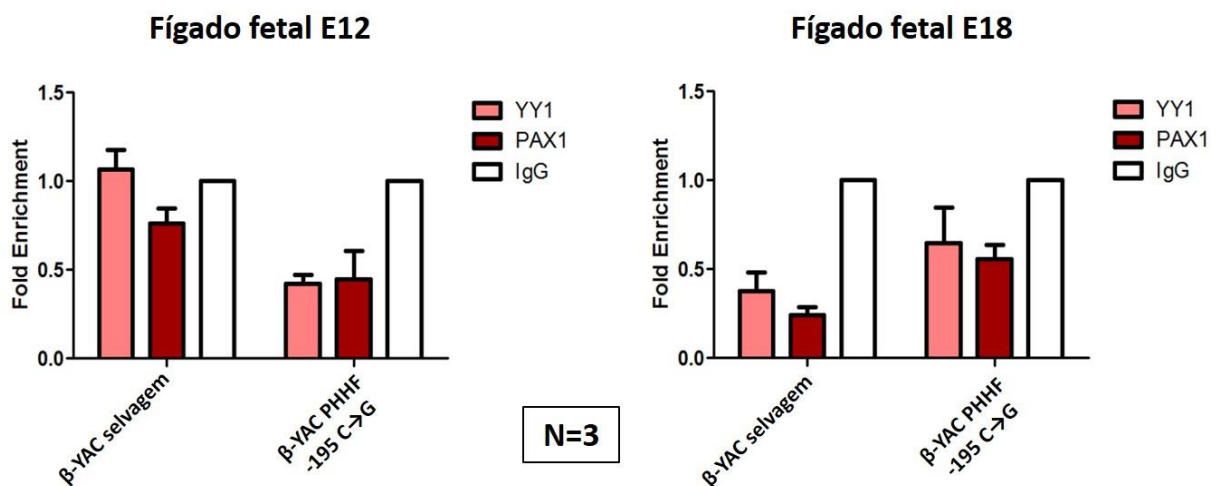 Fígado fetal E12
Fold Enrichment
1.5
1.0
0.5
0.0
YY1
PAX1
IgG
β-YAC selvagem
β-YAC PHHF
-195 C→G
N=3
Fígado fetal E18
Fold Enrichment
1.5
1.0
0.5
0.0
YY1
PAX1
IgG
β-YAC selvagem
β-YAC PHHF
-195 C→G